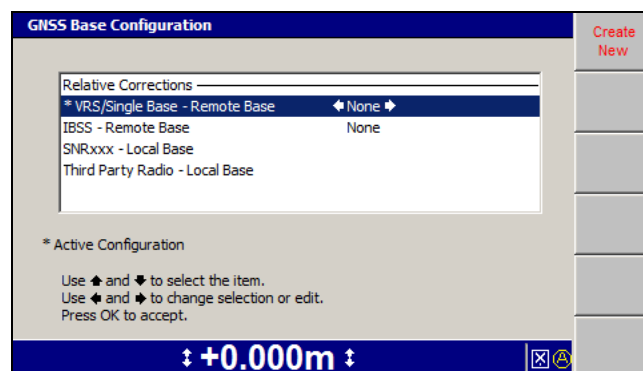 GNSS Base Configuration
Create
New
Relative Corrections
* VRS/Single Base - Remote Base None
IBSS - Remote Base None
SNRxxx - Local Base
Third Party Radio - Local Base
* Active Configuration
Use and to select the item.
Use and to change selection or edit.
Press OK to accept.
+0.000m
A